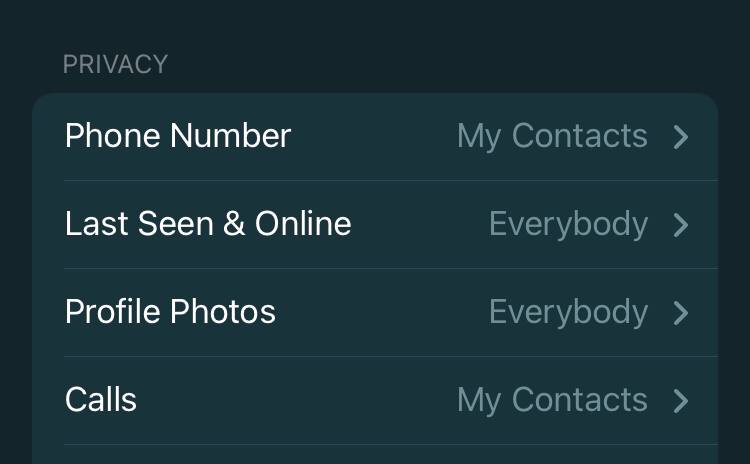 PRIVACY
Phone Number My Contacts
Last Seen & Online Everybody
Profile Photos Everybody
Calls My Contacts